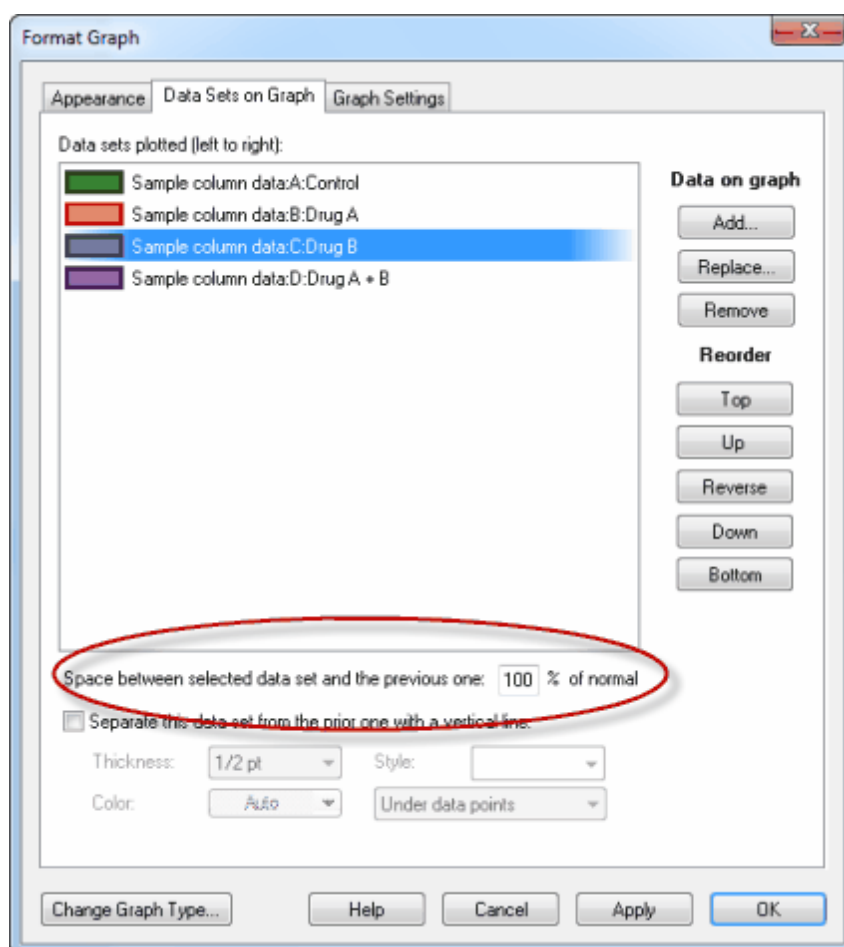 Format Graph
Appearance Data Sets on Graph Graph Settings
Data sets plotted (left to right):
Sample column data:A:Control
Sample column data:B:Drug A
Sample column data:C:Drug B
Sample column data:D:Drug A + B
Data on graph
Add...
Replace...
Remove
Reorder
Top
Up
Reverse
Down
Bottom
Space between selected data set and the previous one: 100 % of normal
Separate this data set from the prior one with a vertical line.
Thickness: 1/2 pt Style:
Color: Auto Under data points
Change Graph Type... Help Cancel Apply OK